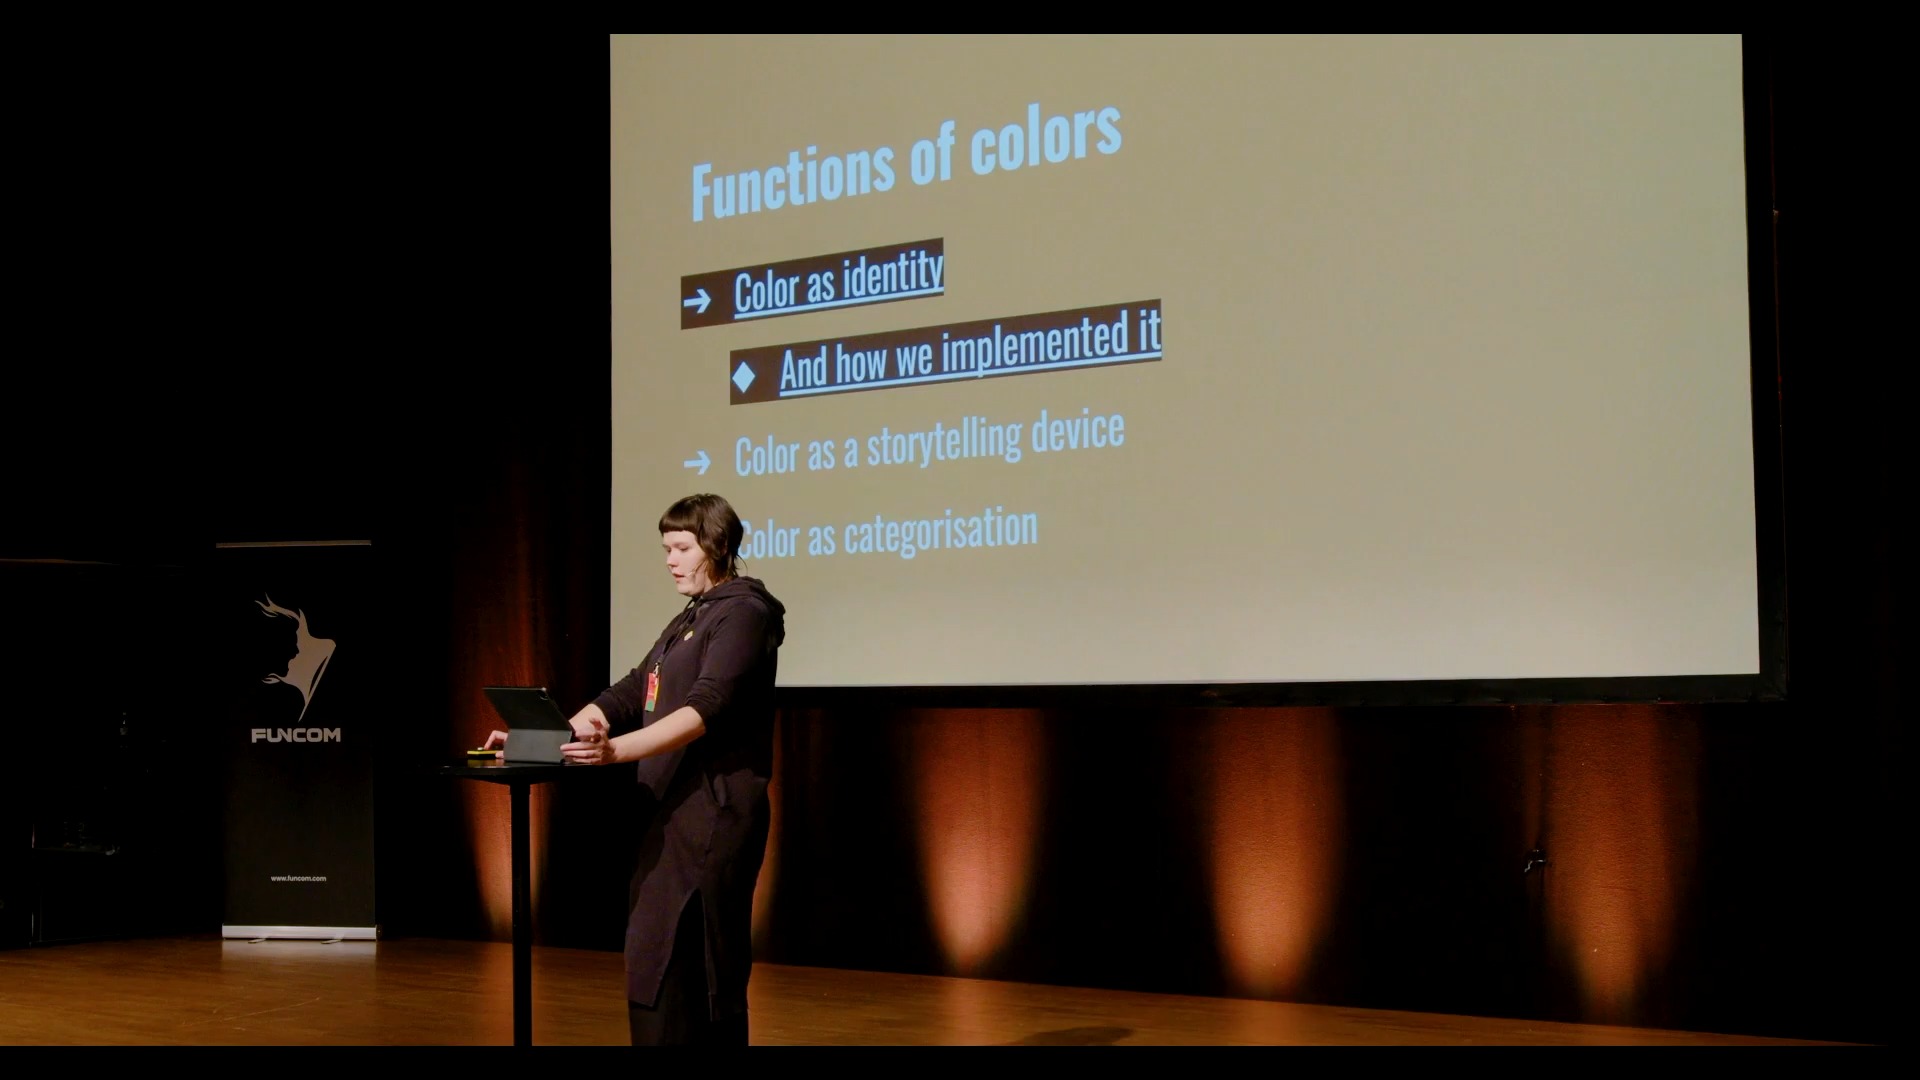 Functions of colors
→ Color as identity
◆ And how we implemented it
→ Color as a storytelling device
Color as categorisation
FUNCOM
www.funcom.com